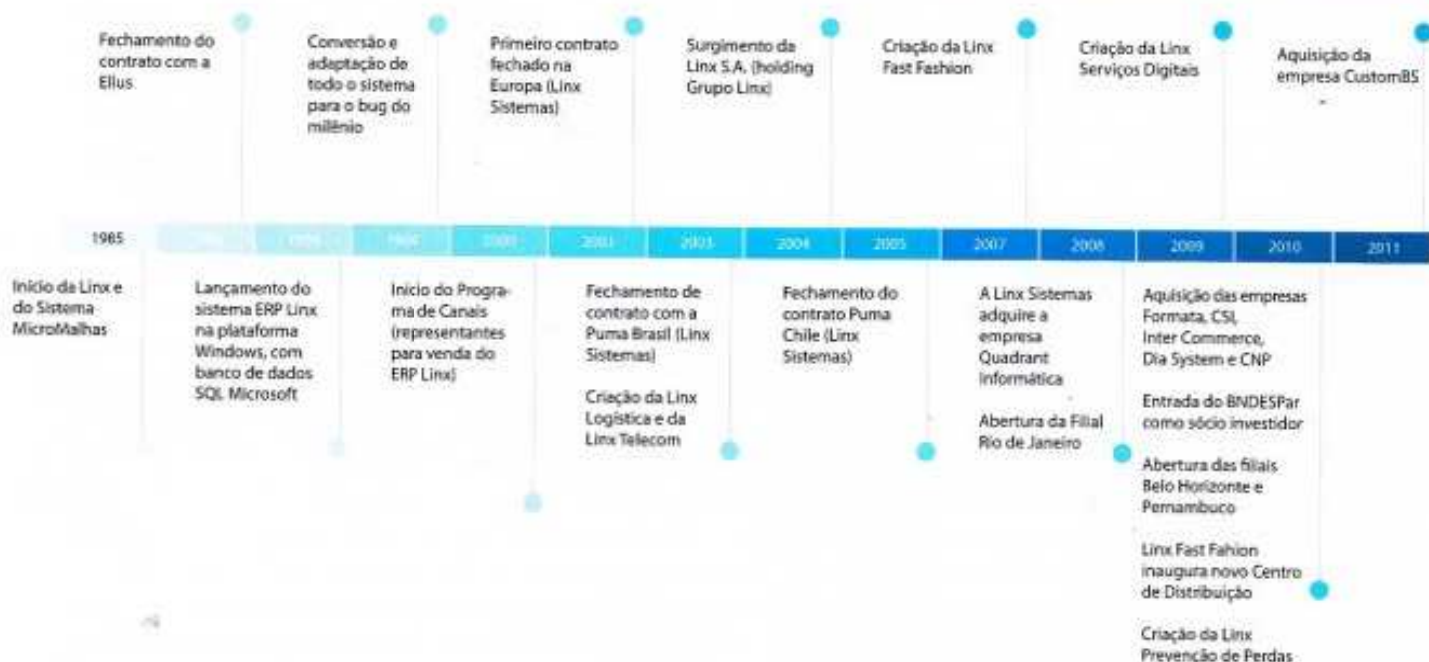 Fechamento do
contrato com a
Ellus
Conversão e
adaptação de
todo o sistema
para o bug do
milênio
Primeiro contrato
fechado na
Europa (Linx
Sistemas)
Surgimento da
Linx S.A. (holding
Grupo Linx)
Criação da Linx
Fast Fashion
Criação da Linx
Serviços Digitais
Aquisição da
empresa CustomBS
1985
2000
2002
2003
2004
2005
2007
2008
2009
2010
2011
Início da Linx e
do Sistema
MicroMalhas
Lançamento do
sistema ERP Linx
na plataforma
Windows, com
banco de dados
SQL Microsoft
Início do Progra-
ma de Canais
(representantes
para venda do
ERP Linx)
Fechamento de
contrato com a
Puma Brasil (Linx
Sistemas)
Criação da Linx
Logística e da
Linx Telecom
Fechamento do
contrato Puma
Chile (Linx
Sistemas)
A Linx Sistemas
adquire a
empresa
Quadrant
Informática
Abertura da Filial
Rio de Janeiro
Aquisição das empresas
Formata, CSI,
Inter Commerce,
Dia System e CNP
Entrada do BNDESPar
como sócio investidor
Abertura das filiais
Belo Horizonte e
Pernambuco
Linx Fast Fahion
inaugura novo Centro
de Distribuição
Criação da Linx
Prevenção de Perdas